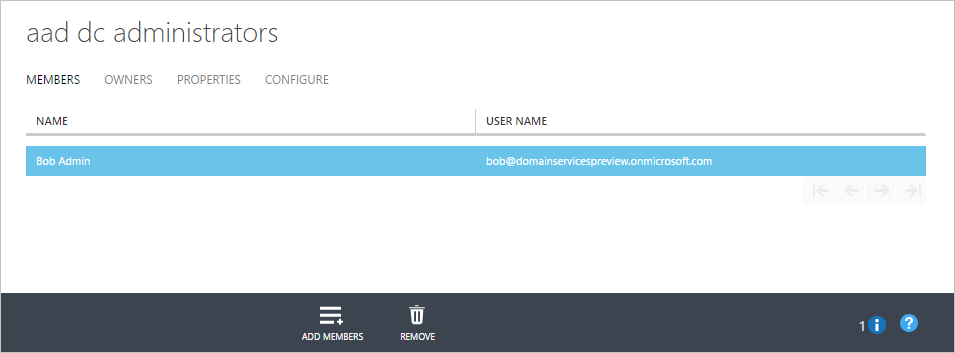 aad dc administrators
MEMBERS OWNERS PROPERTIES CONFIGURE
NAME USER NAME
Bob Admin bob@domainservicespreview.onmicrosoft.com
ADD MEMBERS REMOVE 1 i ?